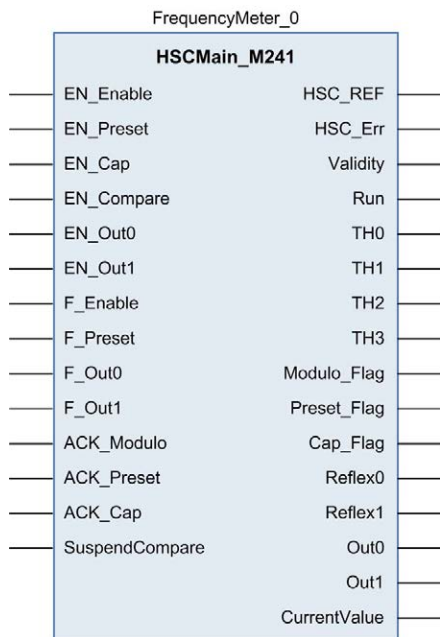 FrequencyMeter_0
HSCMain_M241
EN_Enable HSC_REF
EN_Preset HSC_Err
EN_Cap Validity
EN_Compare Run
EN_Out0 TH0
EN_Out1 TH1
F_Enable TH2
F_Preset TH3
F_Out0 Modulo_Flag
F_Out1 Preset_Flag
ACK_Modulo Cap_Flag
ACK_Preset Reflex0
ACK_Cap Reflex1
SuspendCompare Out0
Out1
CurrentValue